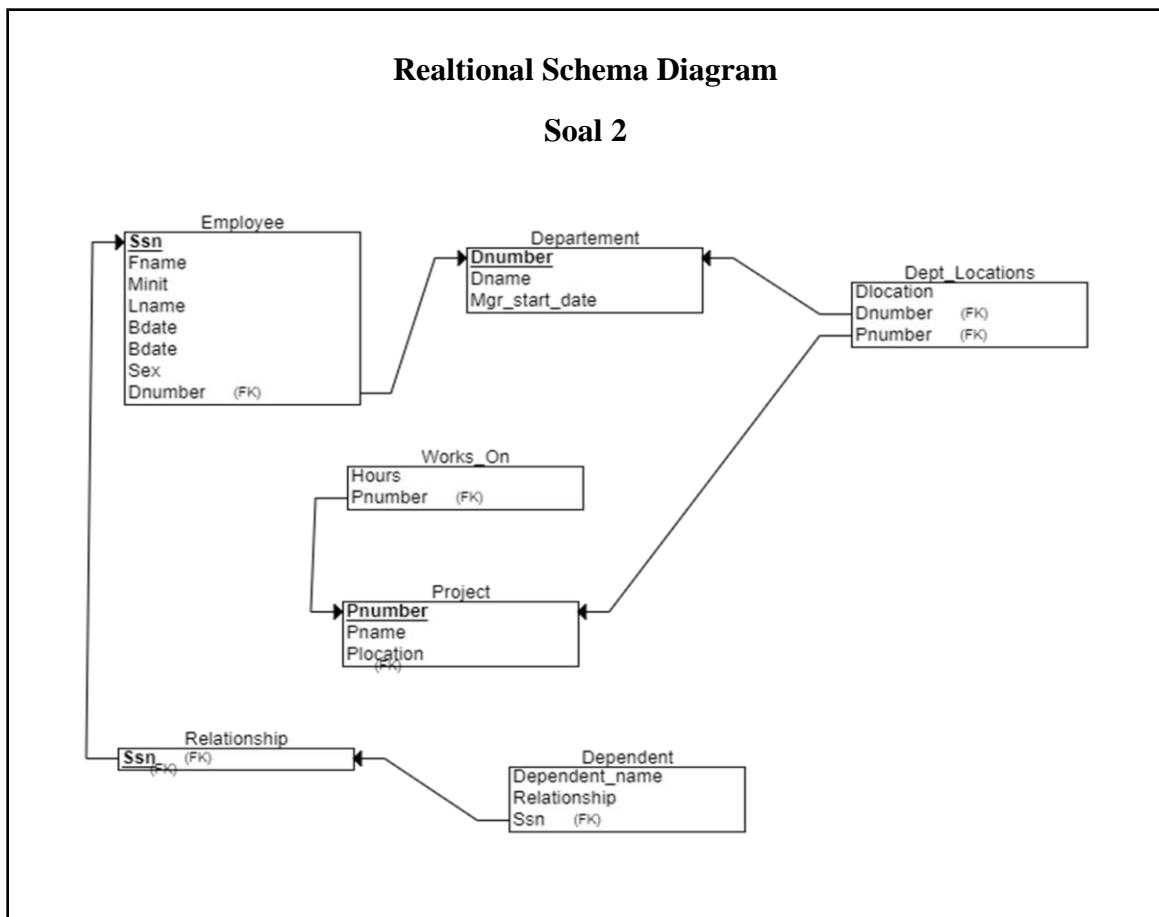 Realtional Schema Diagram
Soal 2
Employee
Ssn
Fname
Minit
Lname
Bdate
Bdate
Sex
Dnumber (FK)
Departement
Dnumber
Dname
Mgr_start_date
Dept_Locations
Dlocation
Dnumber (FK)
Pnumber (FK)
Works_On
Hours
Pnumber (FK)
Project
Pnumber
Pname
Plocation
(FK)
Relationship
Ssn (FK)
(FK)
Dependent
Dependent_name
Relationship
Ssn (FK)